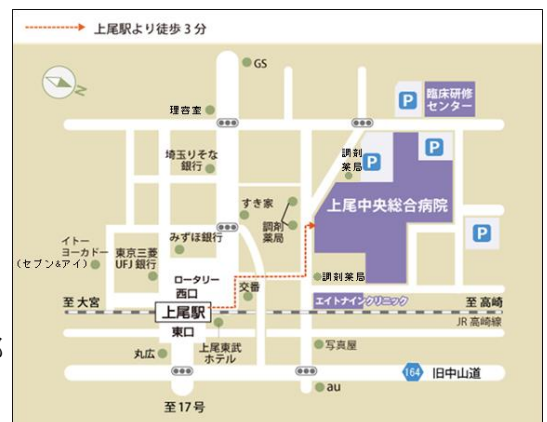 上尾駅より徒歩3分
GS
N
理容室
埼玉りそな
銀行
調剤
薬局
臨床研修
センター
P
P
P
上尾中央総合病院
P
すき家
調剤
薬局
みずほ銀行
イトー
ヨーカドー
(セブン&アイ)
東京三菱
UFJ銀行
ロータリー
西口
交番
調剤薬局
エイトナインクリニック
至 大宮
上尾駅
至 高崎
JR 高崎線
東口
丸広
上尾東武
ホテル
写真屋
164 旧中山道
au
至17号